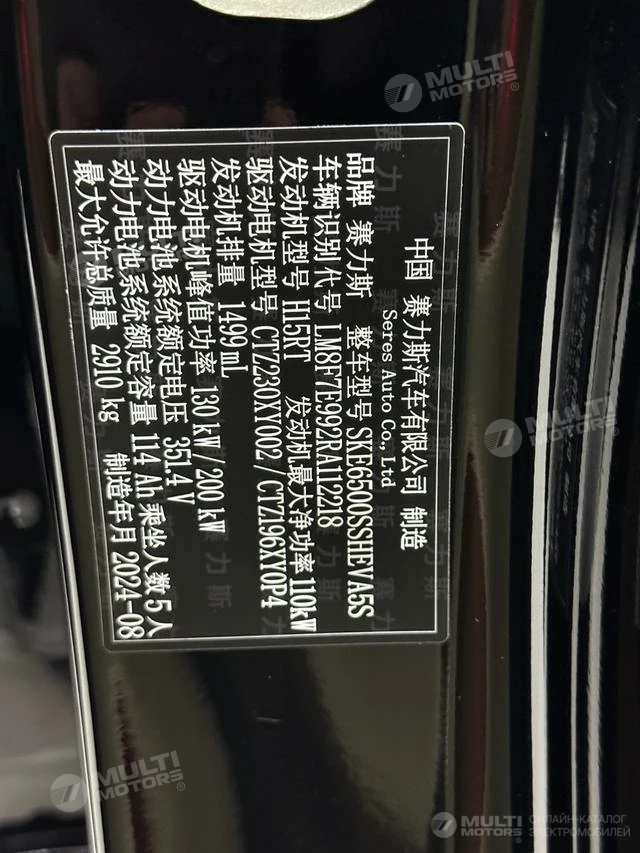 中国 赛力斯汽车有限公司 制造
Seres Auto Co., Ltd
品牌 赛力斯 整车型号 SKE6500SSHEVA5S
车辆识别代号 LM8F7E992RA112218
发动机型号 H15RT 发动机最大净功率 110kW
驱动电机型号 CTZ230XY002 / CTZ196XY0P4
发动机排量 1499 mL
驱动电机峰值功率 130 kW / 200 kW
动力电池系统额定电压 351.4 V
动力电池系统额定容量 114 Ah 乘坐人数 5 人
最大允许总质量 2910 kg 制造年月 2024-08
MULTI MOTORS®
MULTI MOTORS®
MULTI MOTORS®
MULTI MOTORS®
ОНЛАЙН-КАТАЛОГ
ЭЛЕКТРОМОБИЛЕЙ